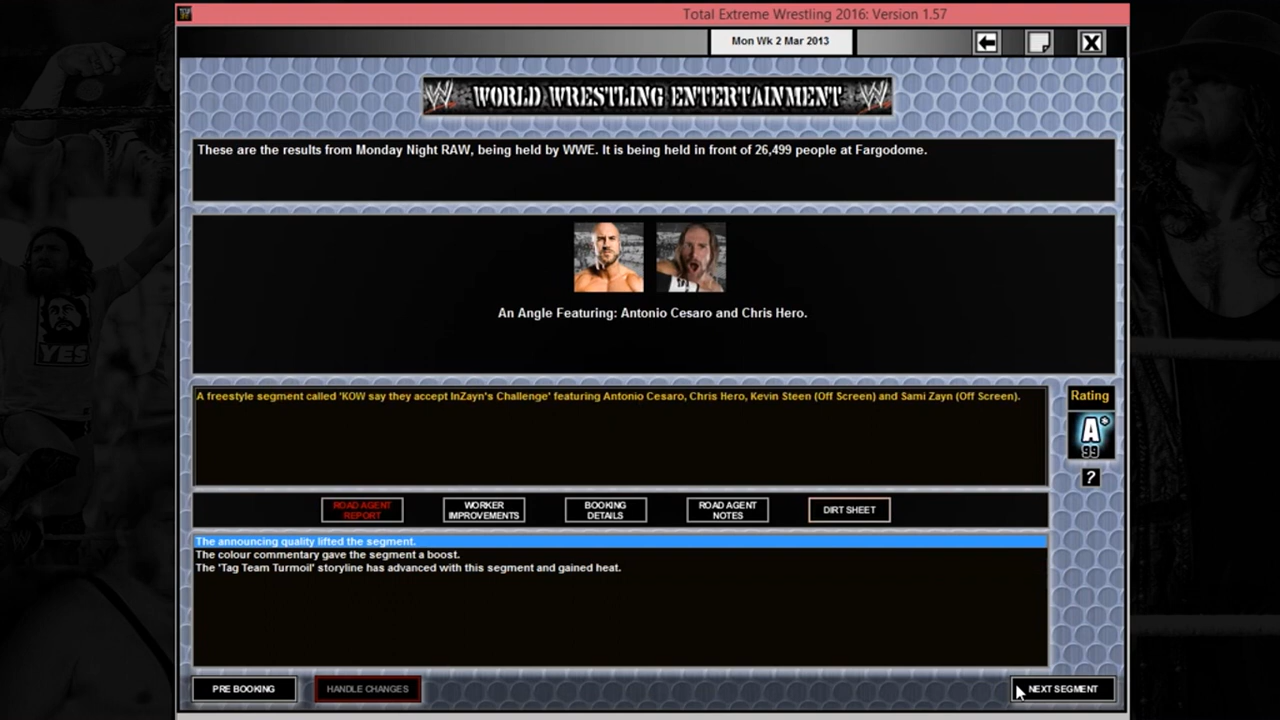 Total Extreme Wrestling 2016: Version 1.57
Mon Wk 2 Mar 2013
WORLD WRESTLING ENTERTAINMENT
These are the results from Monday Night RAW, being held by WWE. It is being held in front of 26,499 people at Fargodome.
An Angle Featuring: Antonio Cesaro and Chris Hero.
A freestyle segment called 'KOW say they accept InZayn's Challenge' featuring Antonio Cesaro, Chris Hero, Kevin Steen (Off Screen) and Sami Zayn (Off Screen).
Rating
A*
99
?
ROAD AGENT REPORT
WORKER IMPROVEMENTS
BOOKING DETAILS
ROAD AGENT NOTES
DIRT SHEET
The announcing quality lifted the segment.
The colour commentary gave the segment a boost.
The 'Tag Team Turmoil' storyline has advanced with this segment and gained heat.
PRE BOOKING
HANDLE CHANGES
NEXT SEGMENT
YES